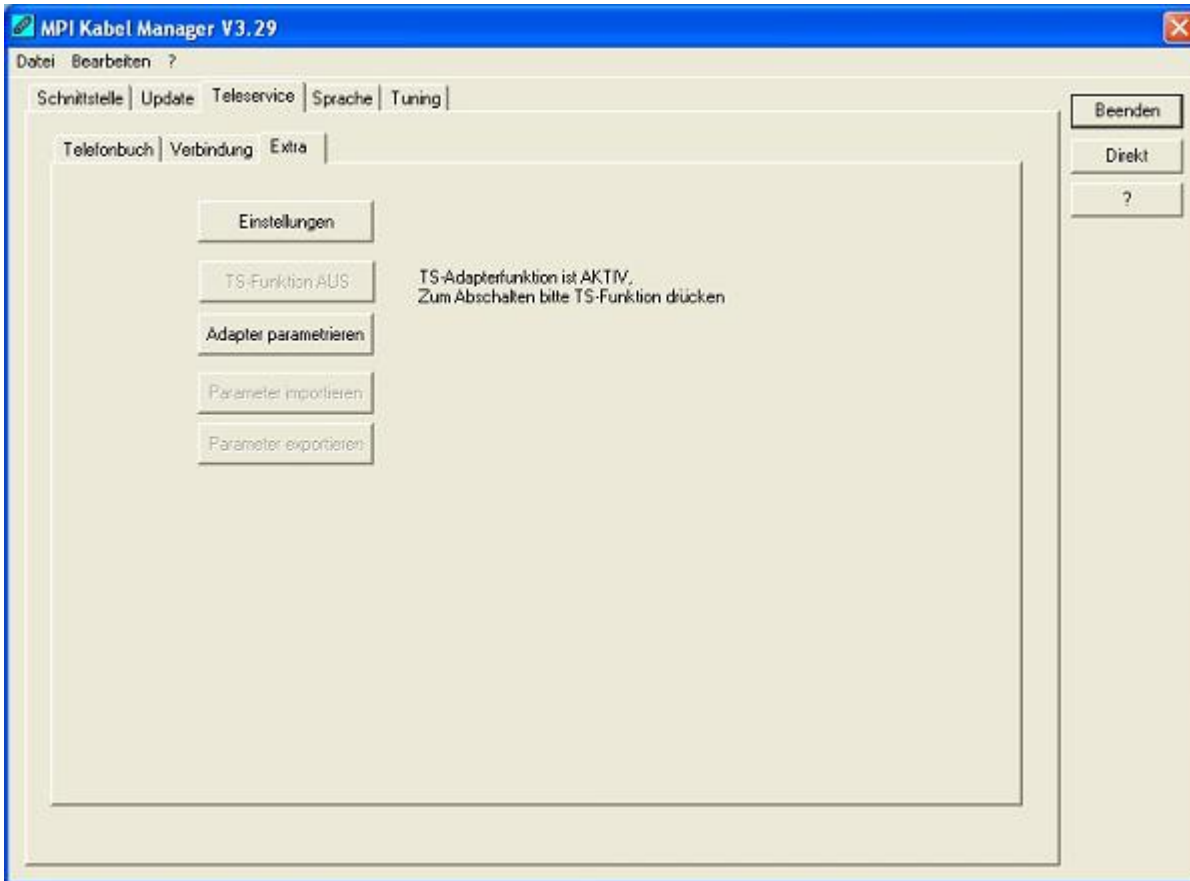 MPI Kabel Manager V3.29
Datei Bearbeiten ?
Schnittstelle Update Teleservice Sprache Tuning
Beenden
Telefonbuch Verbindung Extra
Direkt
?
Einstellungen
TS-Funktion AUS
TS-Adapterfunktion ist AKTIV,
Zum Abschalten bitte TS-Funktion drücken
Adapter parametrieren
Parameter importieren
Parameter exportieren